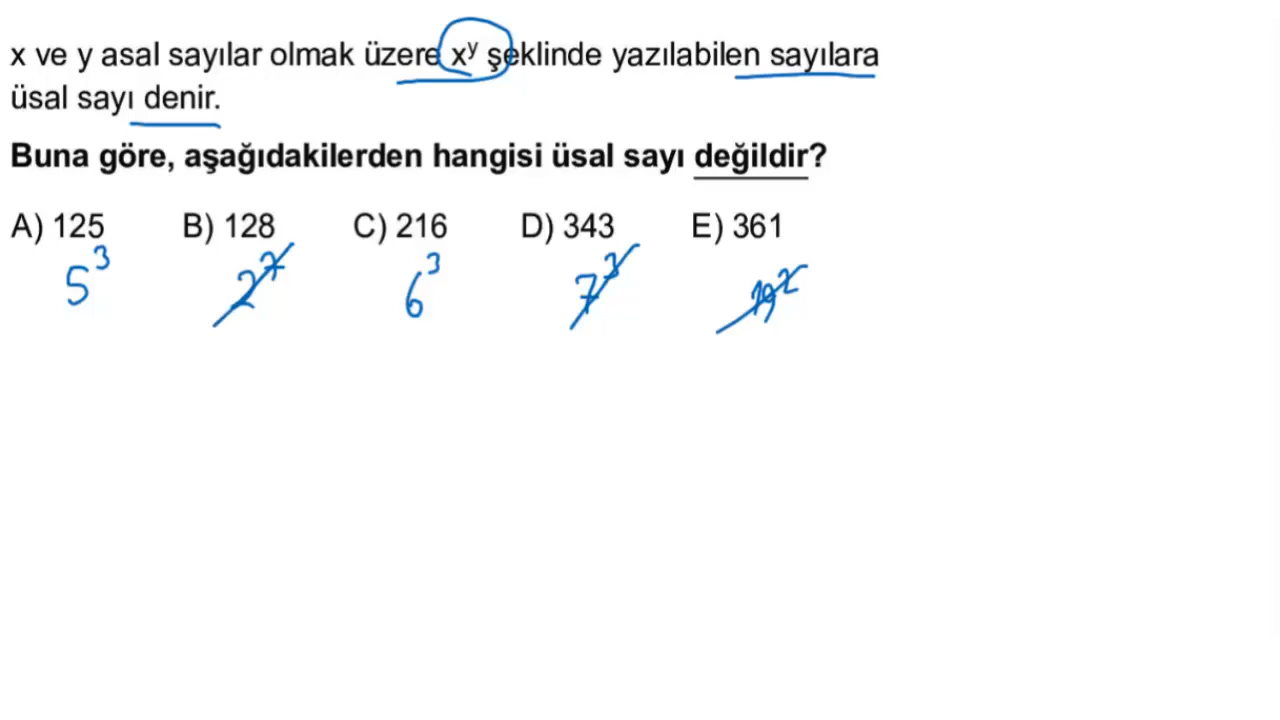 x ve y asal sayılar olmak üzere xʸ şeklinde yazılabilen sayılara
üsal sayı denir.
Buna göre, aşağıdakilerden hangisi üsal sayı değildir?
A) 125 B) 128 C) 216 D) 343 E) 361
5³ 2⁷ 6³ 7³ 19²